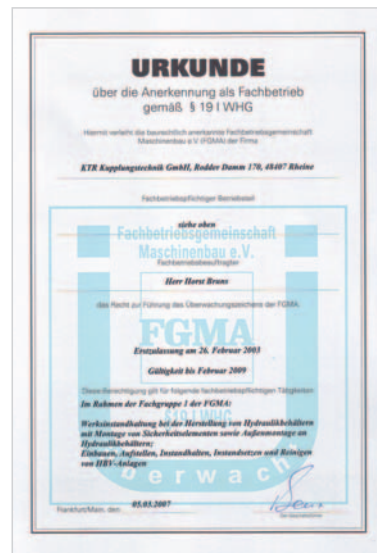 URKUNDE
über die Anerkennung als Fachbetrieb
gemäß § 19 l WHG
Hiermit verleiht die baurechtlich anerkannte Fachbetriebsgemeinschaft
Maschinenbau e.V. (FGMA) der Firma
KTR Kupplungstechnik GmbH, Rodder Damm 170, 48407 Rheine
Fachbetriebspflichtiger Betriebsteil
siehe oben
Fachbetriebsgemeinschaft
Maschinenbau e.V.
Fachbetriebsbeauftragter
Herr Horst Bruns
das Recht zur Führung des Überwachungszeichens der FGMA.
FGMA
Erstzulassung am 26. Februar 2003
Gültigkeit bis Februar 2009
Diese Berechtigung gilt für folgende fachbetriebspflichtigen Tätigkeiten
Im Rahmen der Fachgruppe 1 der FGMA:
§19 l WHG
Werksinstandhaltung bei der Herstellung von Hydraulikbehältern
mit Montage von Sicherheitselementen sowie Außenmontage an
Hydraulikbehältern;
Einbauen, Aufstellen, Instandhalten, Instandsetzen und Reinigen
von HBV-Anlagen
berwach
Frankfurt/Main, den 05.03.2007